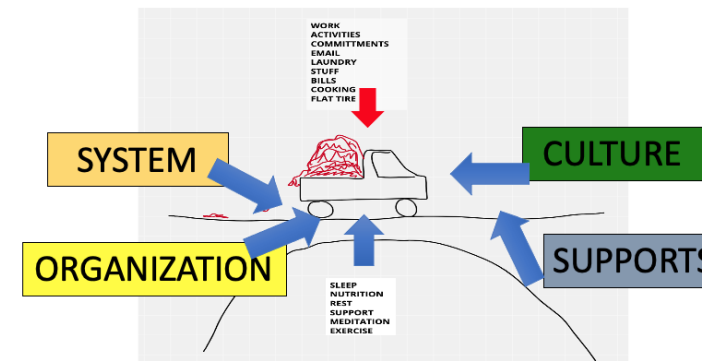 WORK
ACTIVITIES
COMMITTMENTS
EMAIL
LAUNDRY
STUFF
BILLS
COOKING
FLAT TIRE
SYSTEM
CULTURE
ORGANIZATION
SUPPORTS
SLEEP
NUTRITION
REST
SUPPORT
MEDITATION
EXERCISE